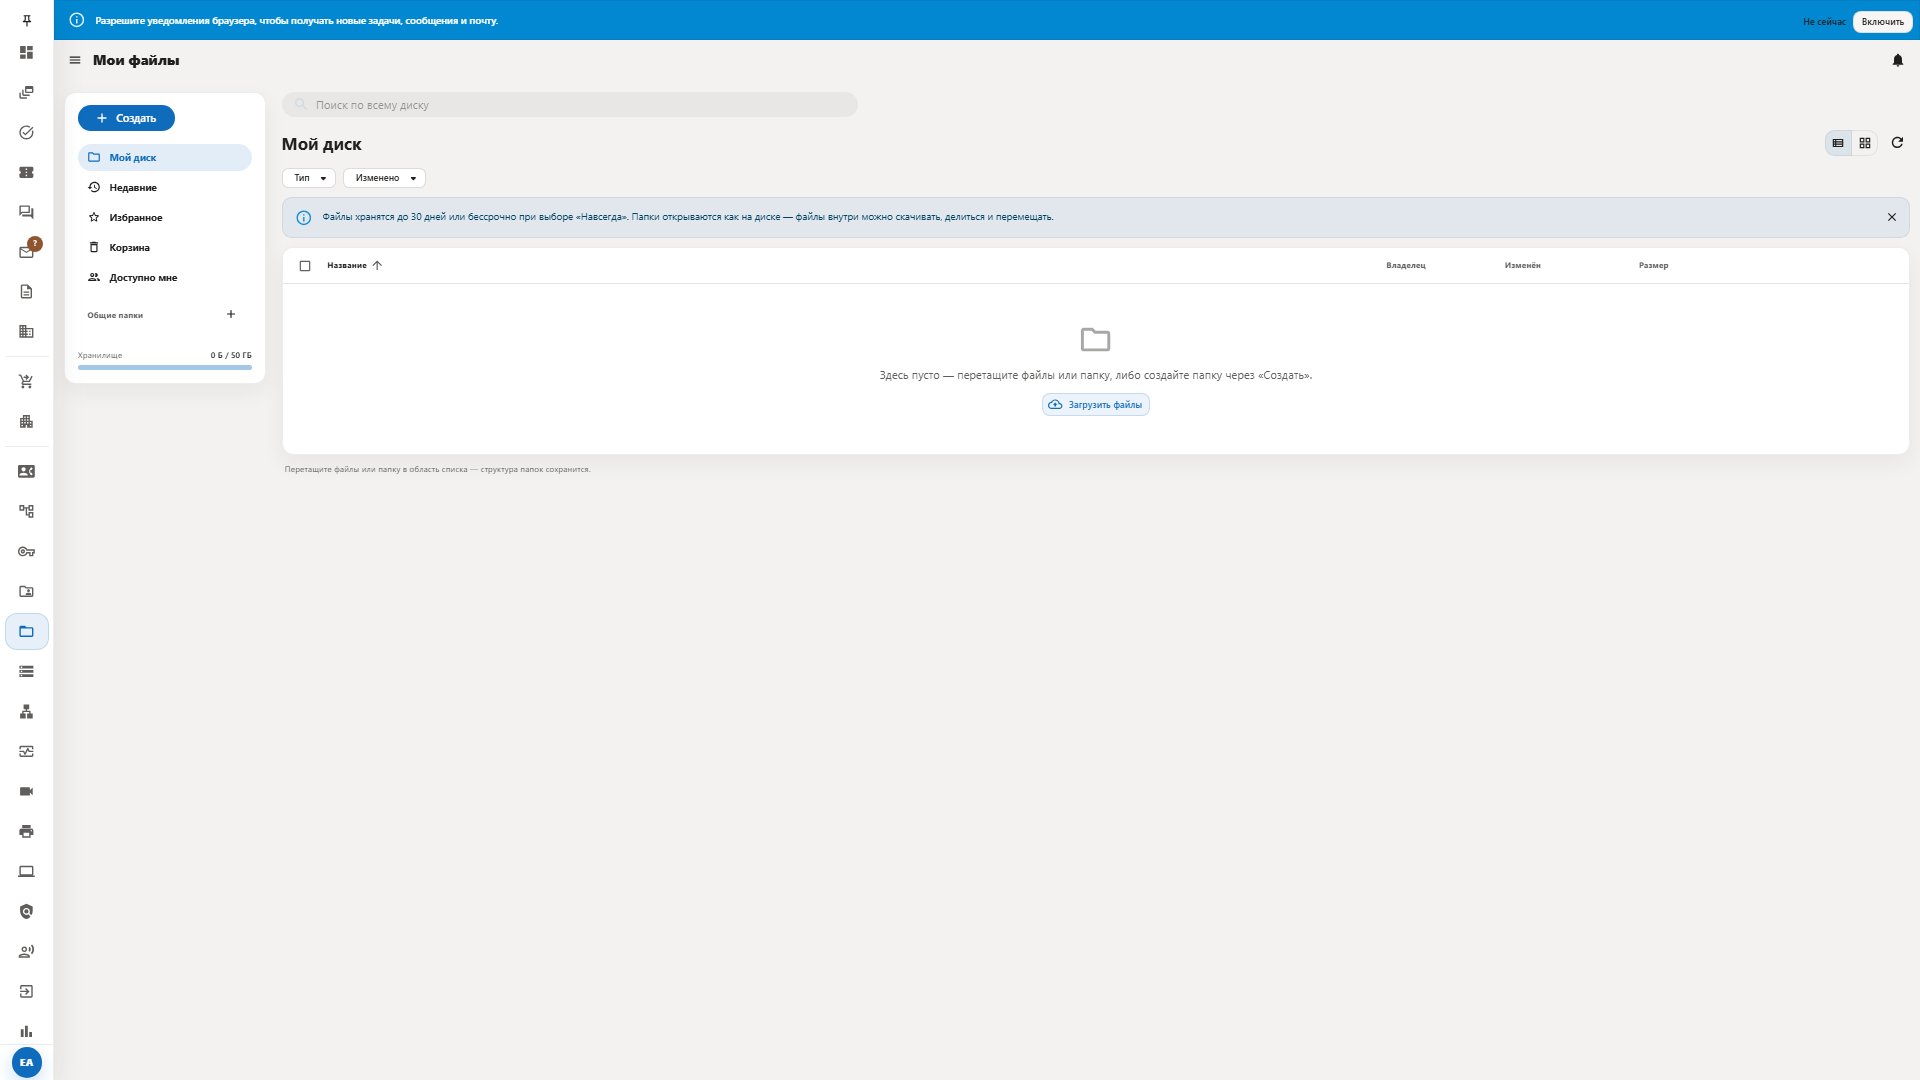 Разрешите уведомления браузера, чтобы получать новые задачи, сообщения и почту.
Не сейчас
Включить
Мои файлы
Создать
Мой диск
Недавние
Избранное
Корзина
Доступно мне
Общие папки
Хранилище
0 Б / 50 ГБ
Поиск по всему диску
Мой диск
Тип
Изменено
Файлы хранятся до 30 дней или бессрочно при выборе «Навсегда». Папки открываются как на диске — файлы внутри можно скачивать, делиться и перемещать.
Название
Владелец
Изменён
Размер
Здесь пусто — перетащите файлы или папку, либо создайте папку через «Создать».
Загрузить файлы
Перетащите файлы или папку в область списка — структура папок сохранится.
?
EA